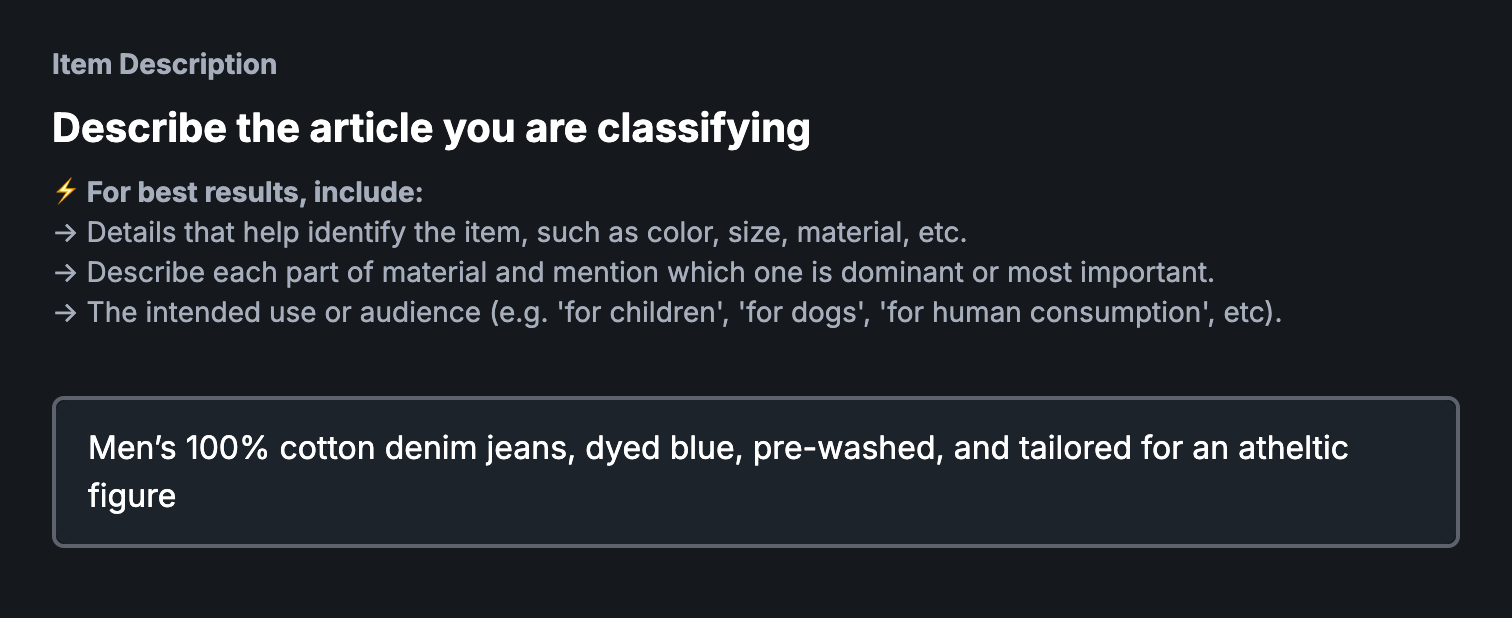 Item Description
Describe the article you are classifying
⚡ For best results, include:
→ Details that help identify the item, such as color, size, material, etc.
→ Describe each part of material and mention which one is dominant or most important.
→ The intended use or audience (e.g. 'for children', 'for dogs', 'for human consumption', etc).
Men’s 100% cotton denim jeans, dyed blue, pre-washed, and tailored for an atheltic
figure